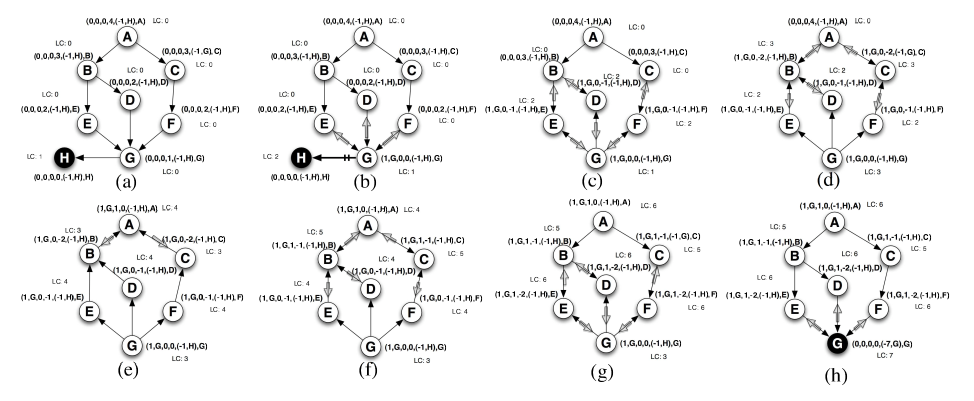 (0,0,0,4,(-1,H),A) LC: 0
A
LC: 0
(0,0,0,3,(-1,H),B)
(0,0,0,3,(-1,G),C)
B
LC: 0
C
LC: 0
(0,0,0,2,(-1,H),D)
D
LC: 0
(0,0,0,2,(-1,H),E)
(0,0,0,2,(-1,H),F)
E
F
LC: 0
LC: 1
H
G
(0,0,0,1,(-1,H),G)
(0,0,0,0,(-1,H),H)
LC: 0
(a)
(0,0,0,4,(-1,H),A) LC: 0
A
LC: 0
(0,0,0,3,(-1,H),B)
(0,0,0,3,(-1,H),C)
B
LC: 0
C
LC: 0
(0,0,0,2,(-1,H),D)
D
LC: 0
(0,0,0,2,(-1,H),E)
(0,0,0,2,(-1,H),F)
E
F
LC: 0
LC: 2
H
H
G
(1,G,0,0,(-1,H),G)
(0,0,0,0,(-1,H),H)
LC: 1
(b)
(0,0,0,4,(-1,H),A) LC: 0
A
LC: 0
(0,0,0,3,(-1,H),B)
(0,0,0,3,(-1,H),C)
B
LC: 2
C
LC: 0
(1,G,0,-1,(-1,H),D)
D
LC: 2
(1,G,0,-1,(-1,H),E)
(1,G,0,-1,(-1,H),F)
E
F
LC: 2
G
(1,G,0,0,(-1,H),G)
LC: 1
(c)
(0,0,0,4,(-1,H),A) LC: 0
A
LC: 3
(1,G,0,-2,(-1,H),B)
(1,G,0,-2,(-1,G),C)
B
LC: 2
C
LC: 3
(1,G,0,-1,(-1,H),D)
D
LC: 2
(1,G,0,-1,(-1,H),E)
(1,G,0,-1,(-1,H),F)
E
F
LC: 2
G
(1,G,0,0,(-1,H),G)
LC: 3
(d)
(1,G,1,0,(-1,H),A) LC: 4
A
LC: 3
(1,G,0,-2,(-1,H),B)
(1,G,0,-2,(-1,H),C)
B
LC: 4
C
LC: 3
(1,G,0,-1,(-1,H),D)
D
LC: 4
(1,G,0,-1,(-1,H),E)
(1,G,0,-1,(-1,H),F)
E
F
LC: 4
G
(1,G,0,0,(-1,H),G)
LC: 3
(e)
(1,G,1,0,(-1,H),A) LC: 4
A
LC: 5
(1,G,1,-1,(-1,H),B)
(1,G,1,-1,(-1,H),C)
B
LC: 4
C
LC: 5
(1,G,0,-1,(-1,H),D)
D
LC: 4
(1,G,0,-1,(-1,H),E)
(1,G,0,-1,(-1,H),F)
E
F
LC: 4
G
(1,G,0,0,(-1,H),G)
LC: 3
(f)
(1,G,1,0,(-1,H),A) LC: 6
A
LC: 5
(1,G,1,-1,(-1,H),B)
(1,G,1,-1,(-1,G),C)
B
LC: 6
C
LC: 5
(1,G,1,-2,(-1,H),D)
D
LC: 6
(1,G,1,-2,(-1,H),E)
(1,G,1,-2,(-1,H),F)
E
F
LC: 6
G
(1,G,0,0,(-1,H),G)
LC: 3
(g)
(1,G,1,0,(-1,H),A) LC: 6
A
LC: 5
(1,G,1,-1,(-1,H),B)
(1,G,1,-1,(-1,H),C)
B
LC: 6
C
LC: 5
(1,G,1,-2,(-1,H),D)
D
LC: 6
(1,G,1,-2,(-1,H),E)
(1,G,1,-2,(-1,H),F)
E
F
LC: 6
G
(0,0,0,0,(-7,G),G)
LC: 7
(h)